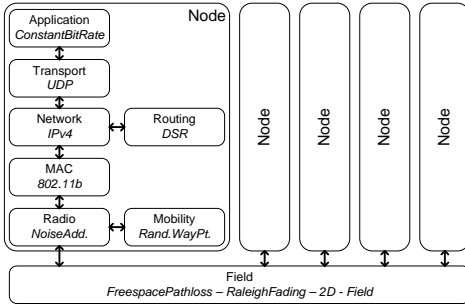 Node
Application
ConstantBitRate
Transport
UDP
Network
IPv4
Routing
DSR
MAC
802.11b
Radio
NoiseAdd.
Mobility
Rand.WayPt.
Node
Node
Node
Node
Field
FreespacePathloss – RaleighFading – 2D - Field